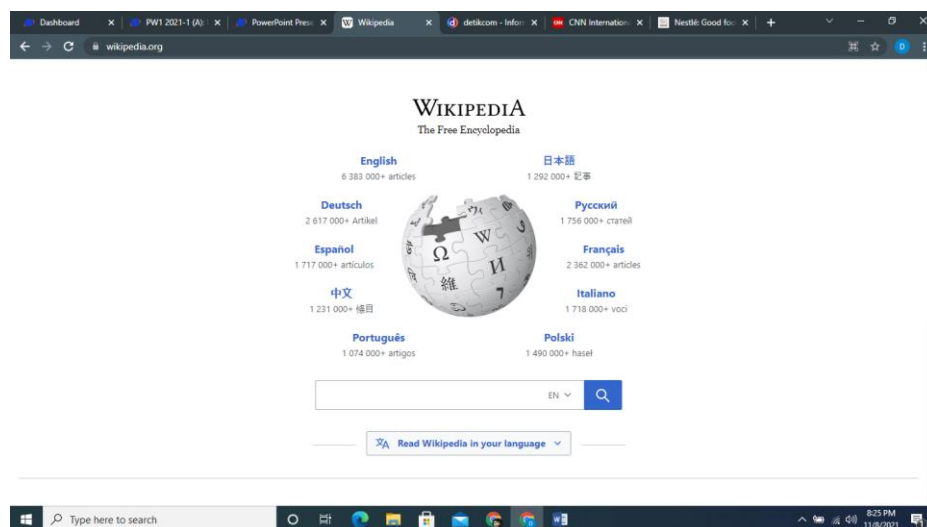 Dashboard
PW1 2021-1 (A):
PowerPoint Prese
Wikipedia
detikcom - Inform
CNN Internation
Nestlé: Good foo
wikipedia.org
D
WIKIPEDIA
The Free Encyclopedia
English
6 383 000+ articles
日本語
1 292 000+ 記事
Deutsch
2 617 000+ Artikel
Русский
1 756 000+ статей
Español
1 717 000+ artículos
Français
2 362 000+ articles
中文
1 231 000+ 條目
Italiano
1 718 000+ voci
Português
1 074 000+ artigos
Polski
1 490 000+ haseł
EN
Read Wikipedia in your language
Type here to search
8:25 PM
11/8/2021